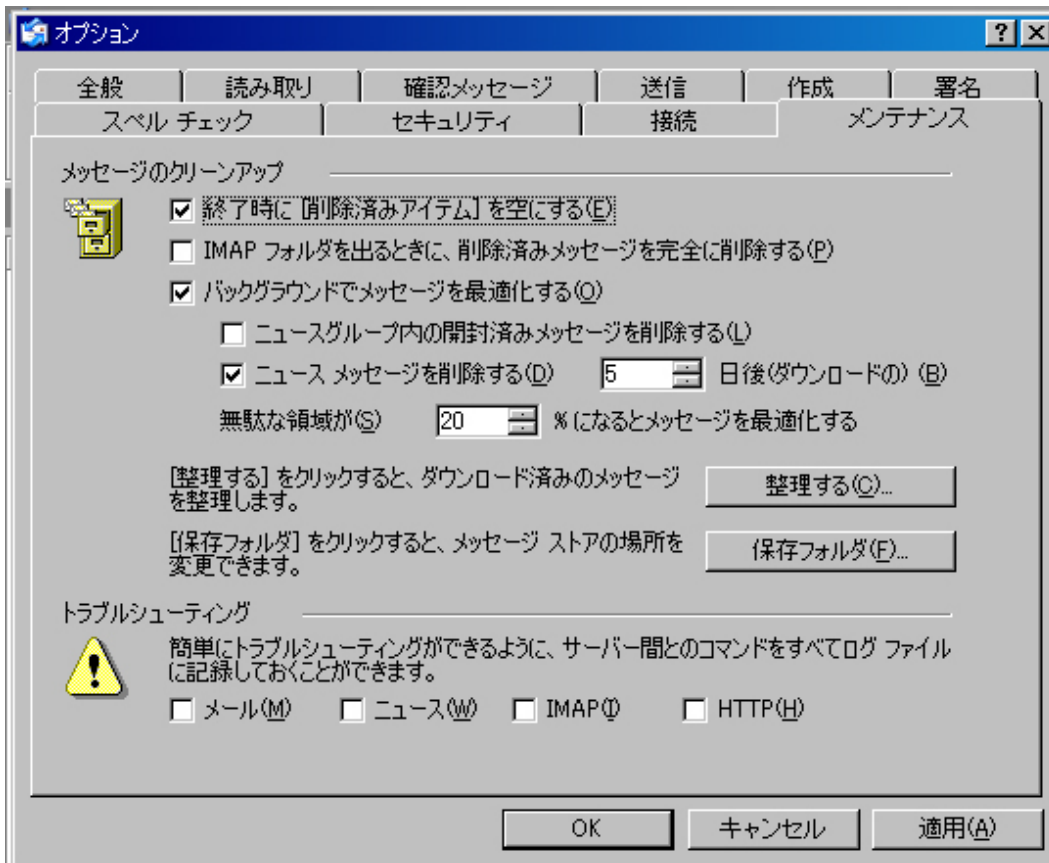 オプション
全般 読み取り 確認メッセージ 送信 作成 署名
スペル チェック セキュリティ 接続 メンテナンス
メッセージのクリーンアップ
終了時に [削除済みアイテム] を空にする(E)
IMAP フォルダを出るときに、削除済みメッセージを完全に削除する(P)
バックグラウンドでメッセージを最適化する(O)
ニュースグループ内の開封済みメッセージを削除する(L)
ニュース メッセージを削除する(D) 5 日後(ダウンロードの) (B)
無駄な領域が(S) 20 % になるとメッセージを最適化する
[整理する] をクリックすると、ダウンロード済みのメッセージ
を整理します。
整理する(C)...
[保存フォルダ] をクリックすると、メッセージ ストアの場所を
変更できます。
保存フォルダ(F)...
トラブルシューティング
簡単にトラブルシューティングができるように、サーバー間とのコマンドをすべてログ ファイル
に記録しておくことができます。
メール(M) ニュース(W) IMAP(I) HTTP(H)
OK キャンセル 適用(A)